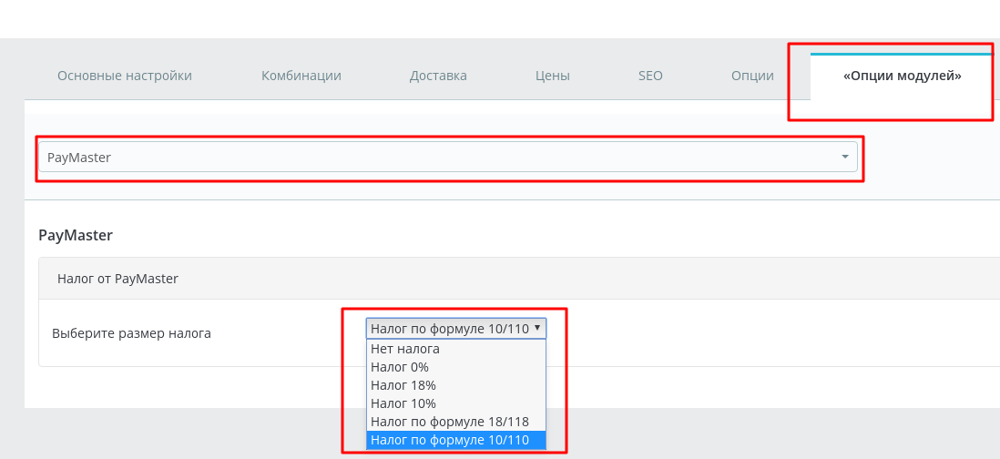 Основные настройки Комбинации Доставка Цены SEO Опции «Опции модулей»
PayMaster
PayMaster
Налог от PayMaster
Выберите размер налога Налог по формуле 10/110
Нет налога
Налог 0%
Налог 18%
Налог 10%
Налог по формуле 18/118
Налог по формуле 10/110